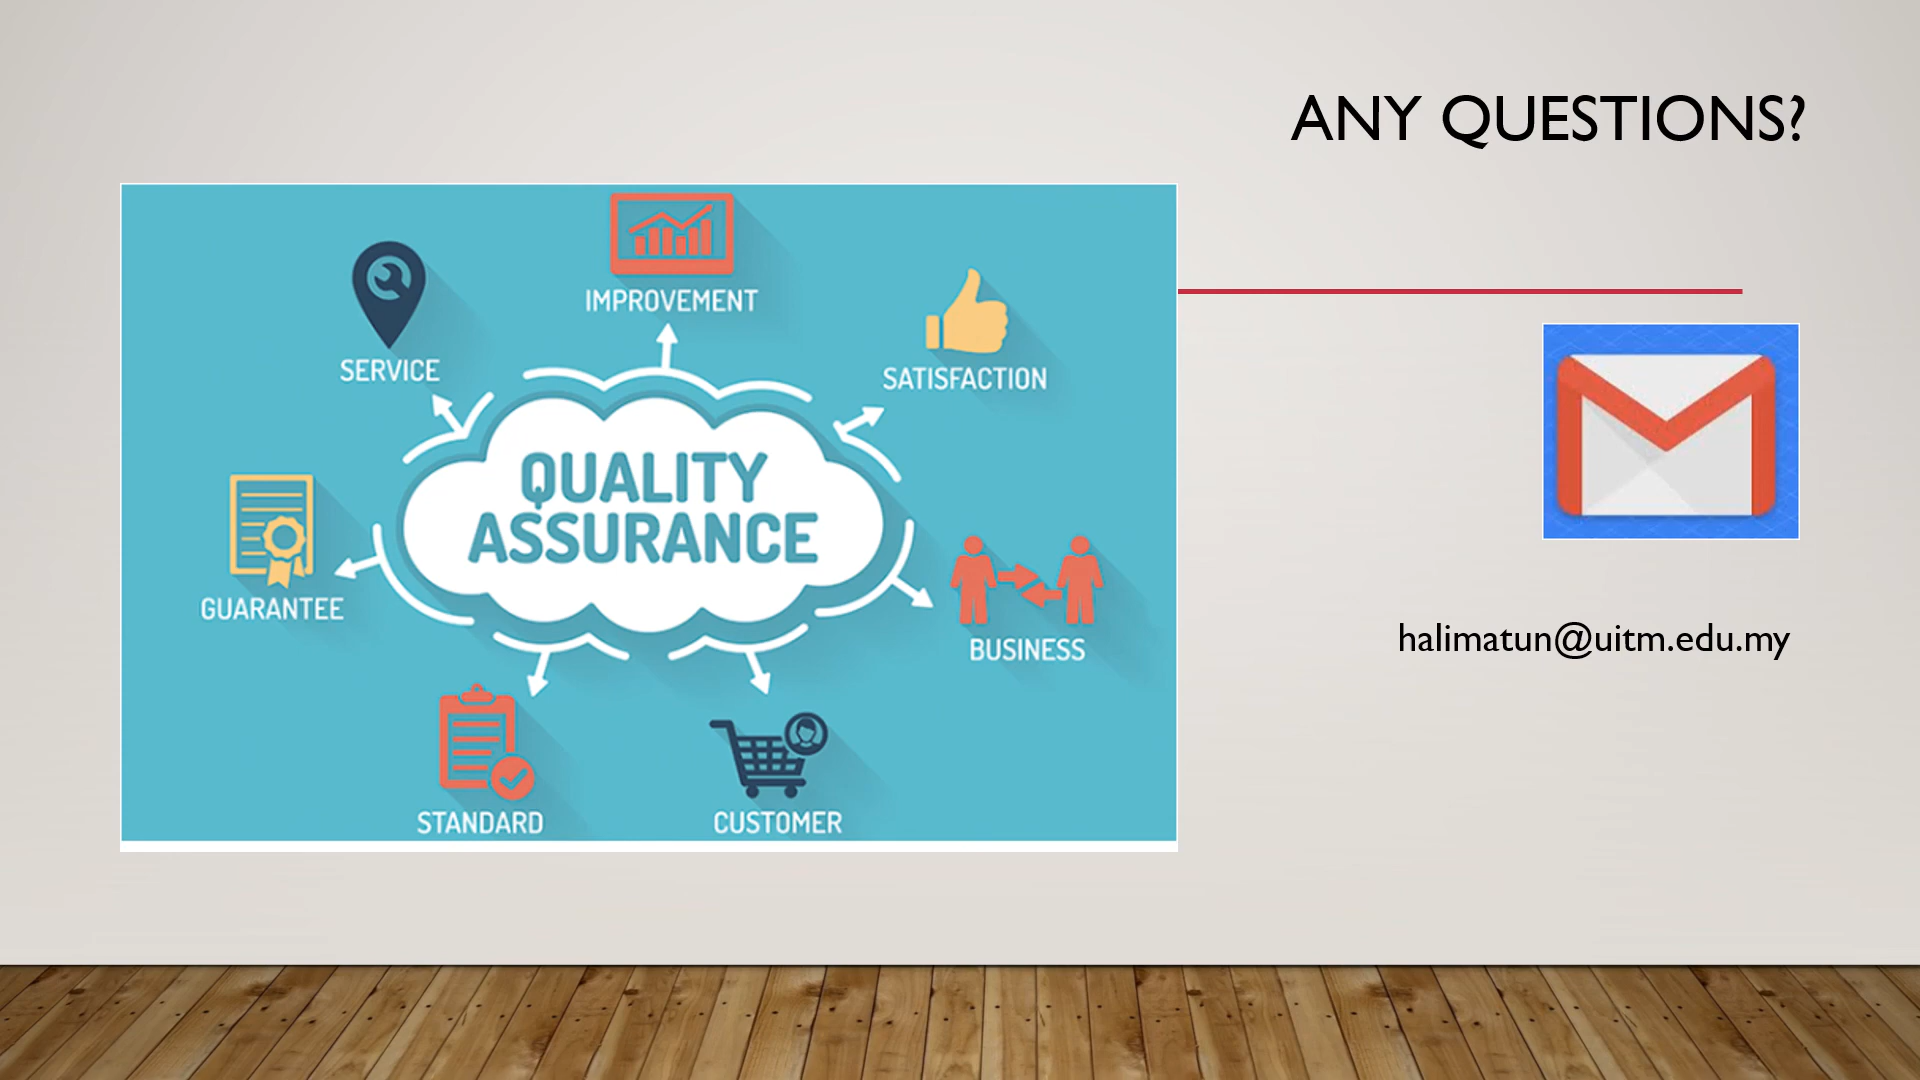 ANY QUESTIONS?
IMPROVEMENT
SERVICE
SATISFACTION
QUALITY
ASSURANCE
GUARANTEE
BUSINESS
STANDARD
CUSTOMER
halimatun@uitm.edu.my